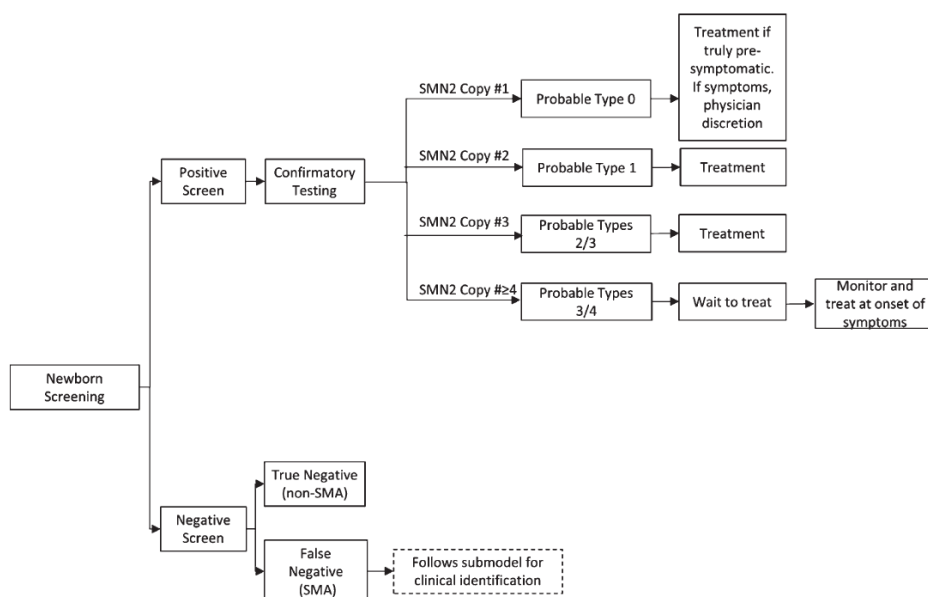 Treatment if
truly pre-
symptomatic.
If symptoms,
physician
discretion
SMN2 Copy #1
Probable Type 0
SMN2 Copy #2
Positive
Screen
Confirmatory
Testing
Probable Type 1
Treatment
SMN2 Copy #3
Probable Types
2/3
Treatment
SMN2 Copy #≥4
Probable Types
3/4
Wait to treat
Monitor and
treat at onset of
symptoms
Newborn
Screening
True Negative
(non-SMA)
Negative
Screen
False
Negative
(SMA)
Follows submodel for
clinical identification